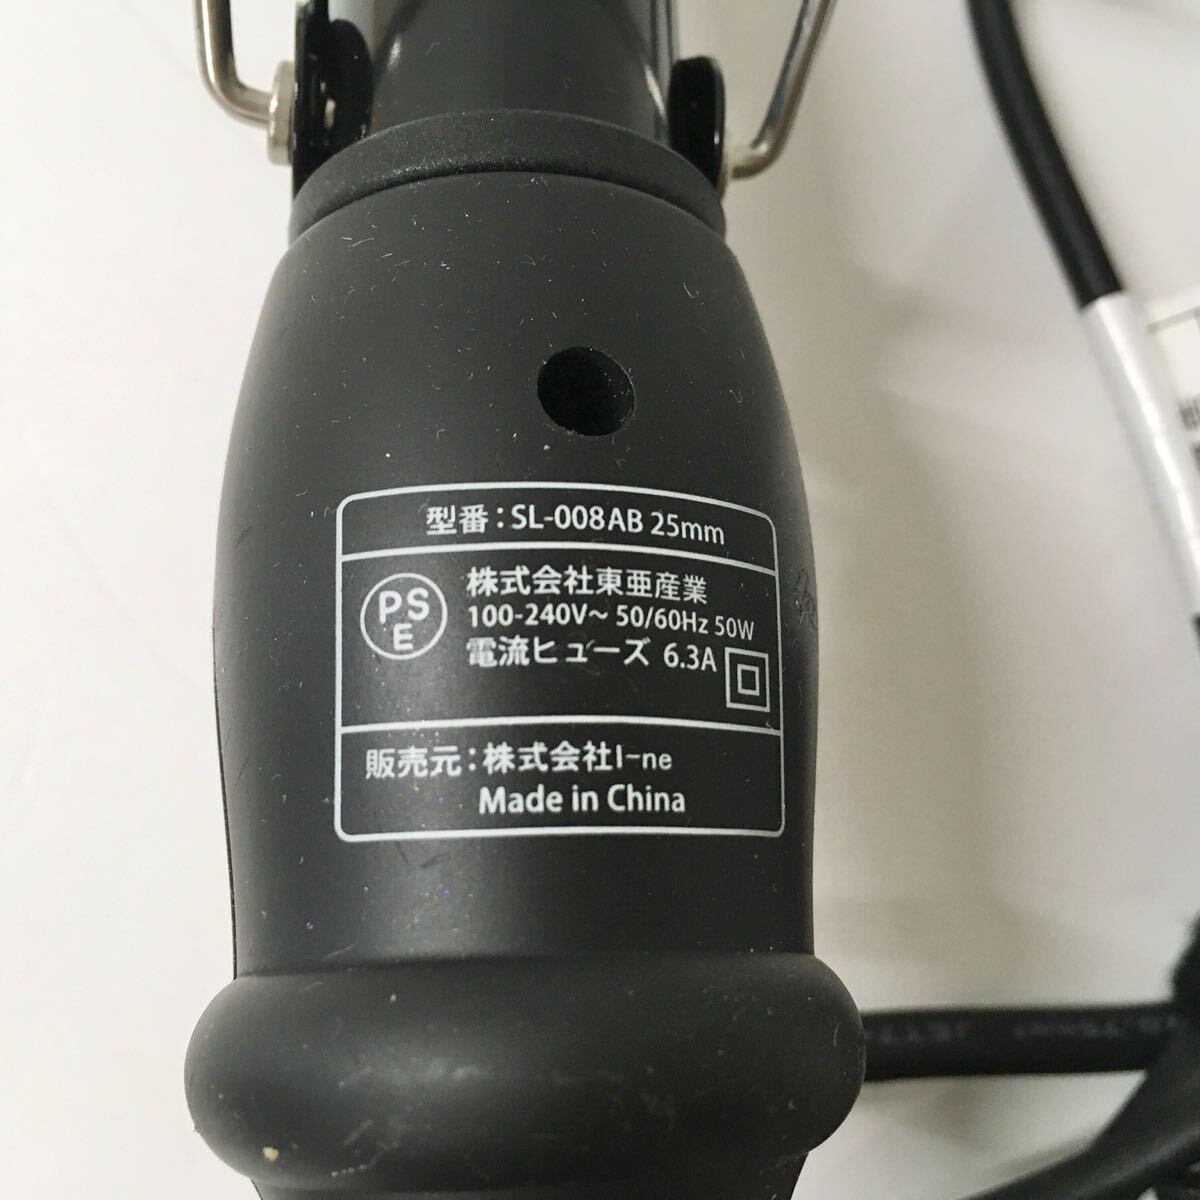 型番：SL-008AB 25mm
PS
E
株式会社東亜産業
100-240V～ 50/60Hz 50W
電流ヒューズ 6.3A
販売元：株式会社I-ne
Made in China